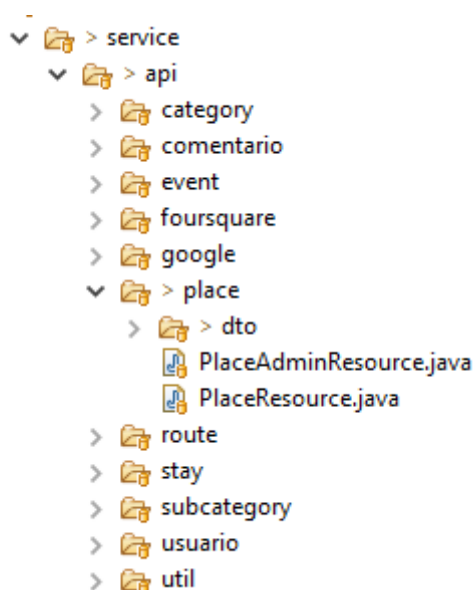 > service
> api
category
comentario
event
foursquare
google
> place
> dto
PlaceAdminResource.java
PlaceResource.java
route
stay
subcategory
usuario
util